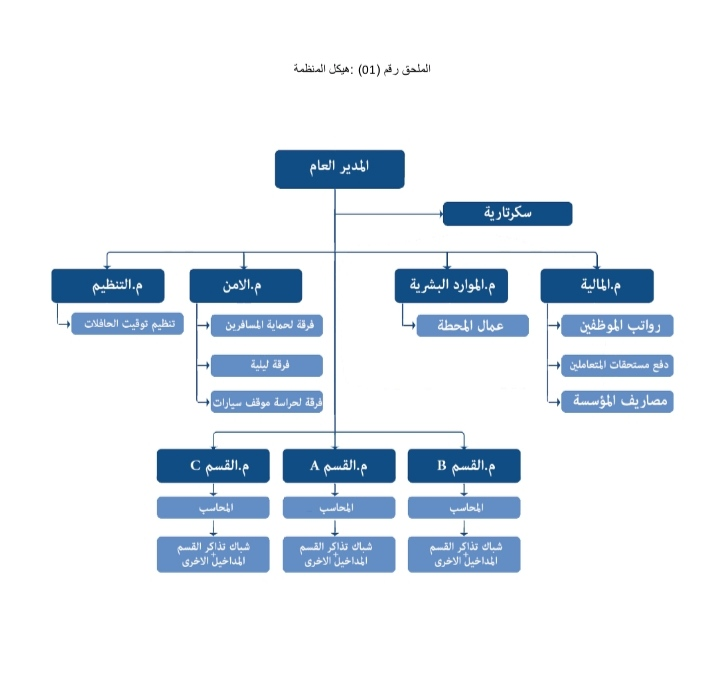 الملحق رقم (01) :هيكل المنظمة
المدير العام
سكرتارية
م.المالية
م.الموارد البشرية
م.الامن
م.التنظيم
رواتب الموظفين
دفع مستحقات المتعاملين
مصاريف المؤسسة
عمال المحطة
فرقة لحماية المسافرين
فرقة ليلية
فرقة لحراسة موقف سيارات
تنظيم توقيت الحافلات
م.القسم B
م.القسم A
م.القسم C
المحاسب
المحاسب
المحاسب
شباك تذاكر القسم
+
المداخيل الاخرى
شباك تذاكر القسم
+
المداخيل الاخرى
شباك تذاكر القسم
+
المداخيل الاخرى